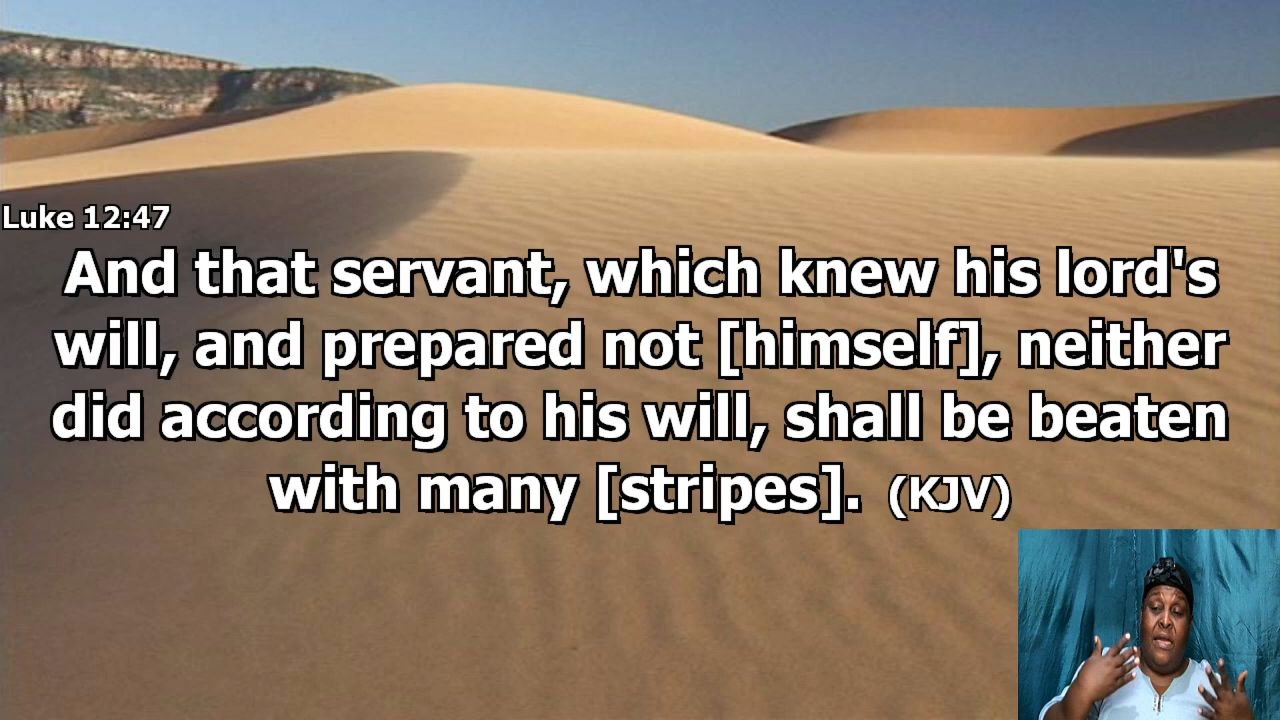 Luke 12:47
And that servant, which knew his lord's
will, and prepared not [himself], neither
did according to his will, shall be beaten
with many [stripes]. (KJV)